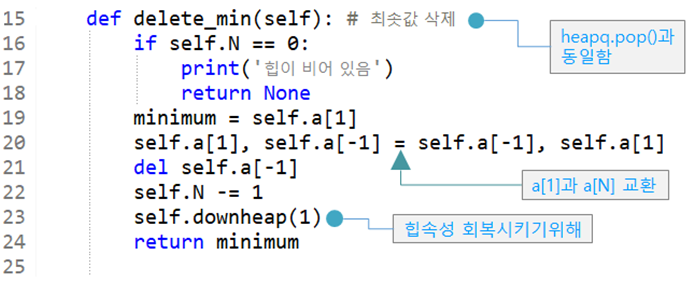 15 def delete_min(self): # 최솟값 삭제
heapq.pop()과
동일함
16 if self.N == 0:
17 print('힙이 비어 있음')
18 return None
19 minimum = self.a[1]
20 self.a[1], self.a[-1] = self.a[-1], self.a[1]
21 del self.a[-1]
a[1]과 a[N] 교환
22 self.N -= 1
23 self.downheap(1)
힙속성 회복시키기위해
24 return minimum
25